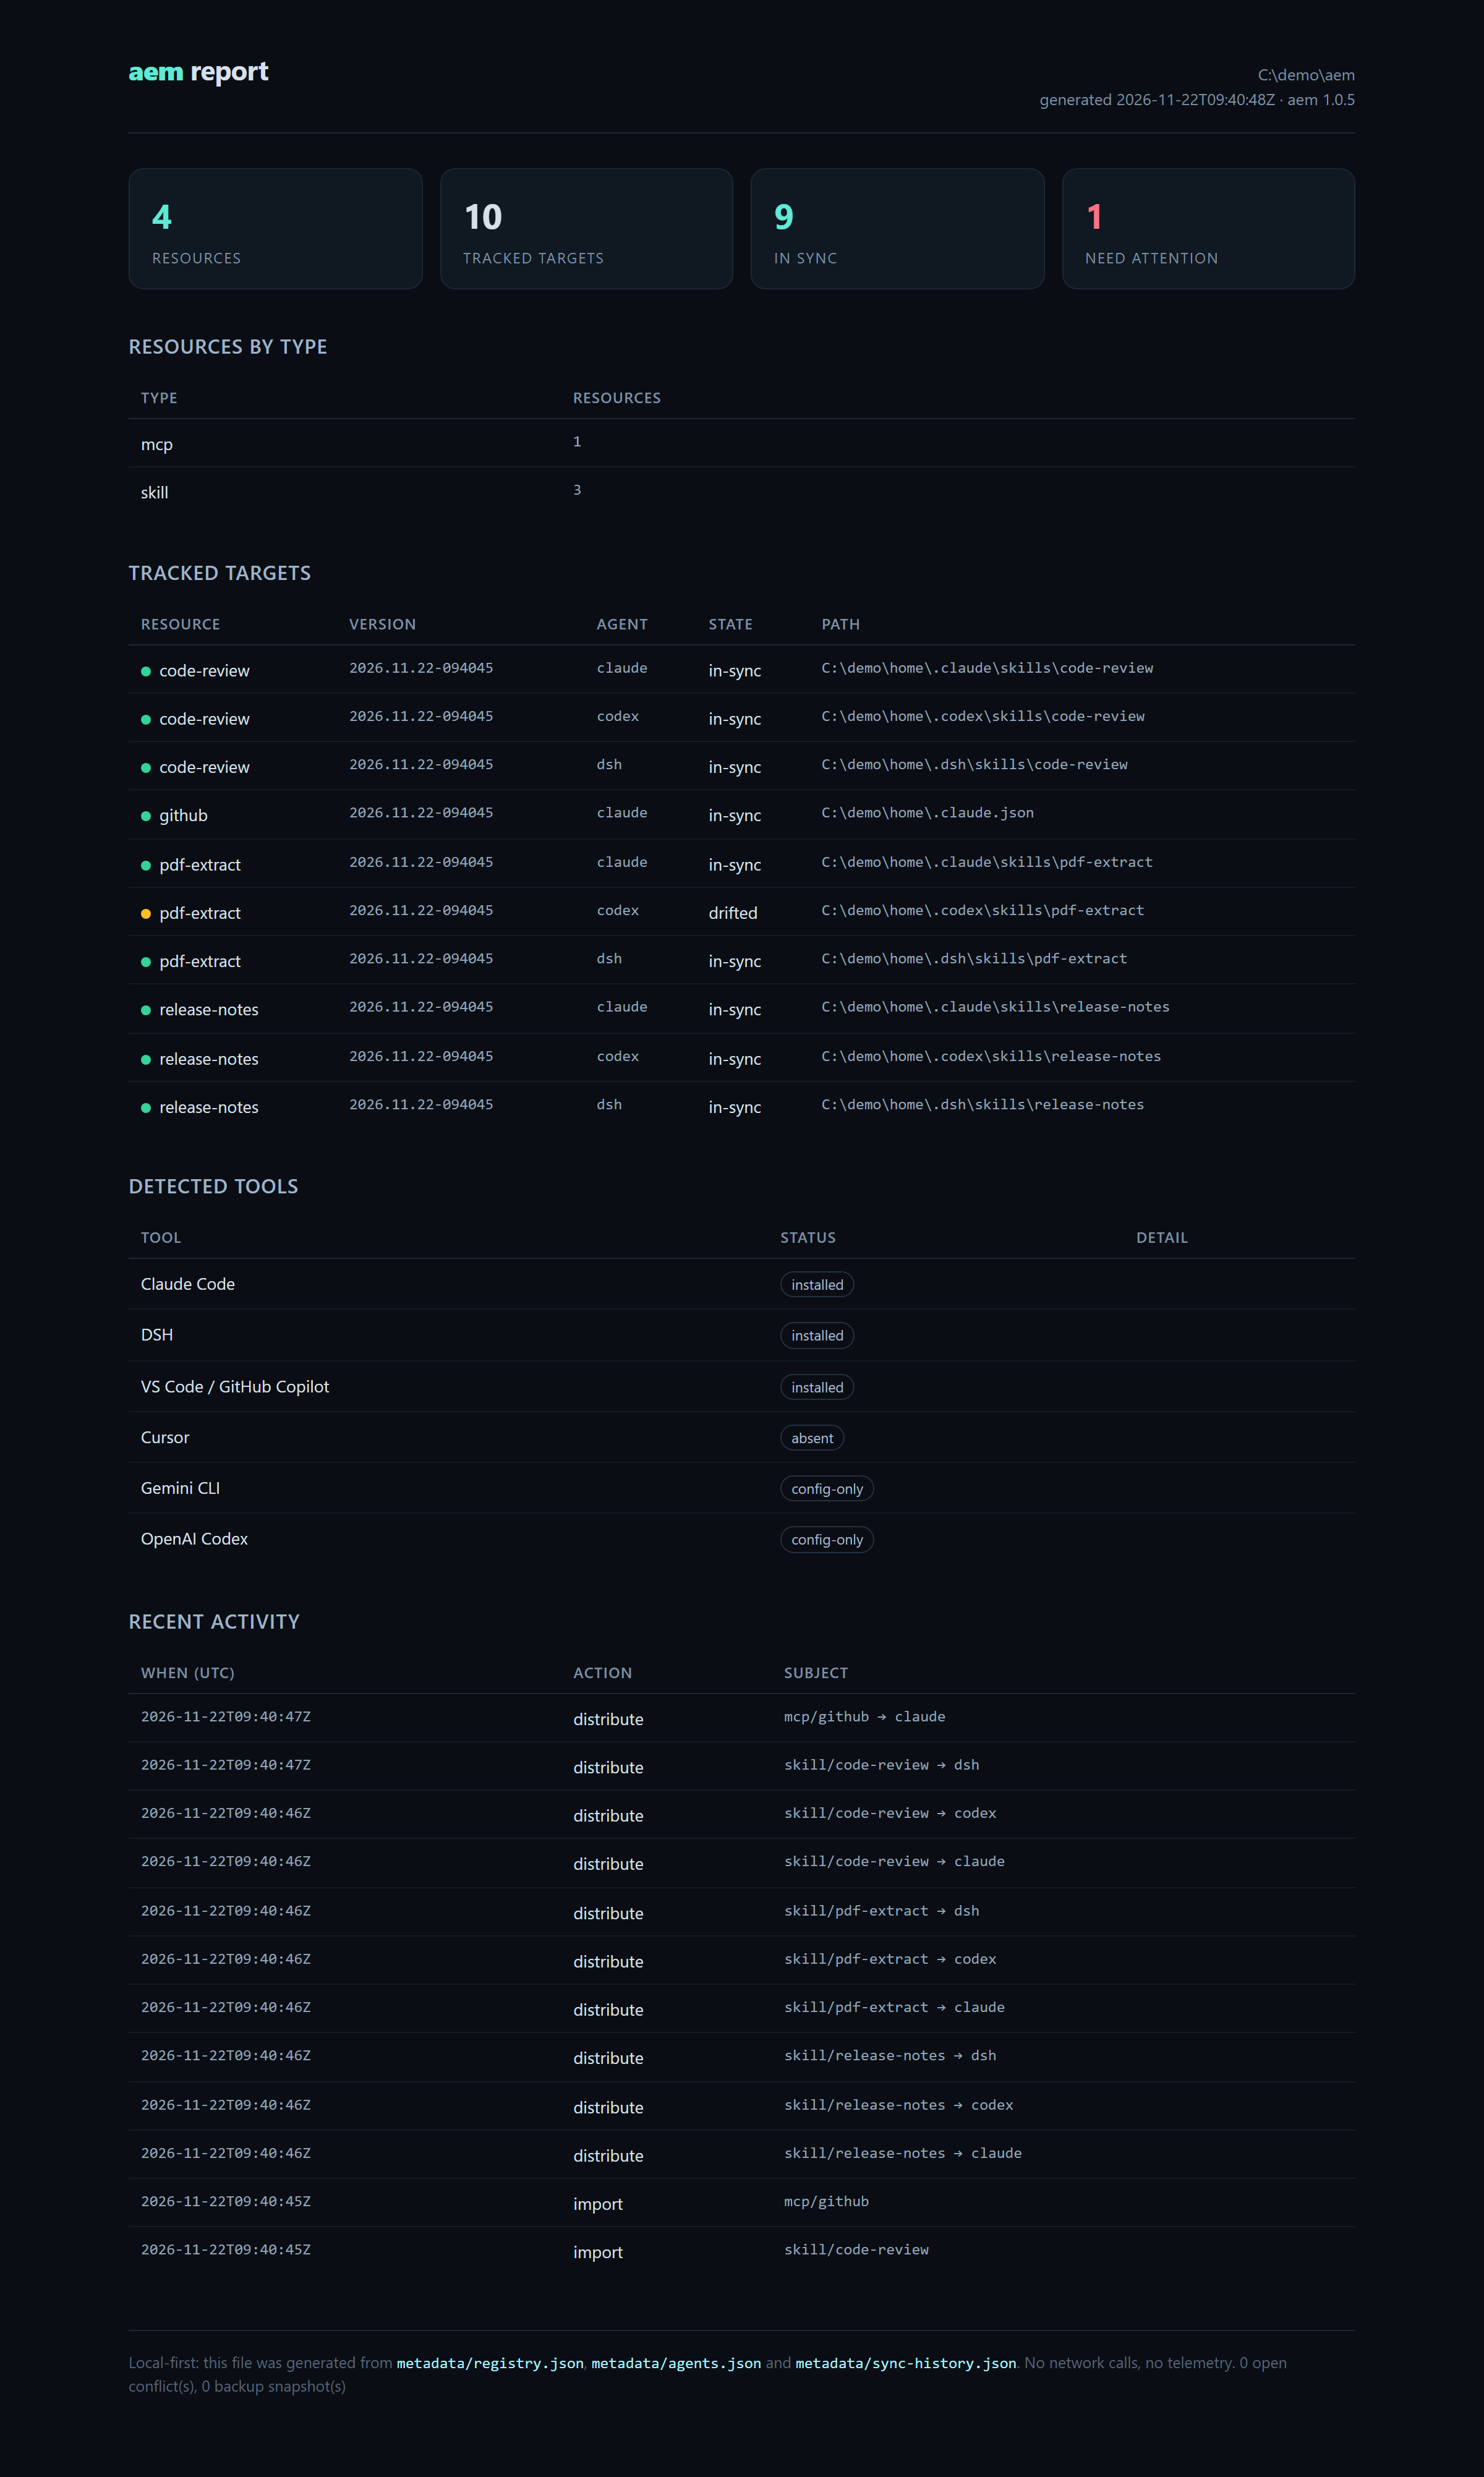 aem report
C:\demo\aem
generated 2026-11-22T09:40:48Z · aem 1.0.5
4
RESOURCES
10
TRACKED TARGETS
9
IN SYNC
1
NEED ATTENTION
RESOURCES BY TYPE
TYPE RESOURCES
mcp 1
skill 3
TRACKED TARGETS
RESOURCE VERSION AGENT STATE PATH
code-review 2026.11.22-094045 claude in-sync C:\demo\home\.claude\skills\code-review
code-review 2026.11.22-094045 codex in-sync C:\demo\home\.codex\skills\code-review
code-review 2026.11.22-094045 dsh in-sync C:\demo\home\.dsh\skills\code-review
github 2026.11.22-094045 claude in-sync C:\demo\home\.claude.json
pdf-extract 2026.11.22-094045 claude in-sync C:\demo\home\.claude\skills\pdf-extract
pdf-extract 2026.11.22-094045 codex drifted C:\demo\home\.codex\skills\pdf-extract
pdf-extract 2026.11.22-094045 dsh in-sync C:\demo\home\.dsh\skills\pdf-extract
release-notes 2026.11.22-094045 claude in-sync C:\demo\home\.claude\skills\release-notes
release-notes 2026.11.22-094045 codex in-sync C:\demo\home\.codex\skills\release-notes
release-notes 2026.11.22-094045 dsh in-sync C:\demo\home\.dsh\skills\release-notes
DETECTED TOOLS
TOOL STATUS DETAIL
Claude Code installed
DSH installed
VS Code / GitHub Copilot installed
Cursor absent
Gemini CLI config-only
OpenAI Codex config-only
RECENT ACTIVITY
WHEN (UTC) ACTION SUBJECT
2026-11-22T09:40:47Z distribute mcp/github → claude
2026-11-22T09:40:47Z distribute skill/code-review → dsh
2026-11-22T09:40:46Z distribute skill/code-review → codex
2026-11-22T09:40:46Z distribute skill/code-review → claude
2026-11-22T09:40:46Z distribute skill/pdf-extract → dsh
2026-11-22T09:40:46Z distribute skill/pdf-extract → codex
2026-11-22T09:40:46Z distribute skill/pdf-extract → claude
2026-11-22T09:40:46Z distribute skill/release-notes → dsh
2026-11-22T09:40:46Z distribute skill/release-notes → codex
2026-11-22T09:40:46Z distribute skill/release-notes → claude
2026-11-22T09:40:45Z import mcp/github
2026-11-22T09:40:45Z import skill/code-review
Local-first: this file was generated from metadata/registry.json, metadata/agents.json and metadata/sync-history.json. No network calls, no telemetry. 0 open
conflict(s), 0 backup snapshot(s)